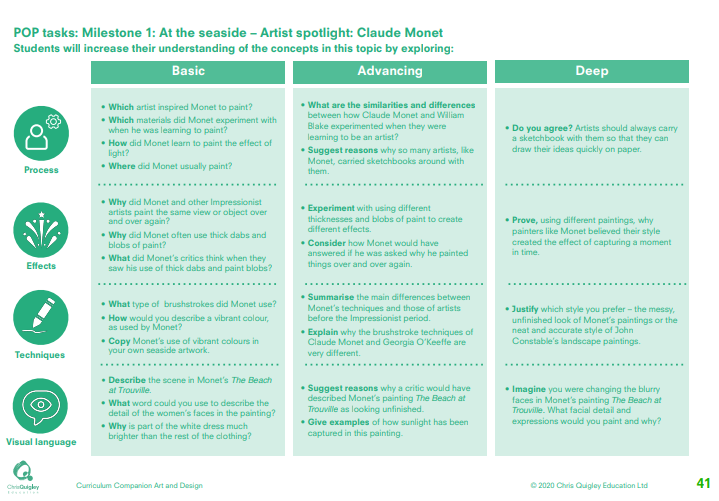 POP tasks: Milestone 1: At the seaside – Artist spotlight: Claude Monet
Students will increase their understanding of the concepts in this topic by exploring:
Basic
Advancing
Deep
Process
• Which artist inspired Monet to paint?
• Which materials did Monet experiment with
when he was learning to paint?
• How did Monet learn to paint the effect of
light?
• Where did Monet usually paint?
• What are the similarities and differences
between how Claude Monet and William
Blake experimented when they were
learning to be an artist?
• Suggest reasons why so many artists, like
Monet, carried sketchbooks around with
them.
• Do you agree? Artists should always carry
a sketchbook with them so that they can
draw their ideas quickly on paper.
Effects
• Why did Monet and other Impressionist
artists paint the same view or object over
and over again?
• Why did Monet often use thick dabs and
blobs of paint?
• What did Monet's critics think when they
saw his use of thick dabs and paint blobs?
• Experiment with using different
thicknesses and blobs of paint to create
different effects.
• Consider how Monet would have
answered if he was asked why he painted
things over and over again.
• Prove, using different paintings, why
painters like Monet believed their style
created the effect of capturing a moment
in time.
Techniques
• What type of brushstrokes did Monet use?
• How would you describe a vibrant colour,
as used by Monet?
• Copy Monet's use of vibrant colours in
your own seaside artwork.
• Summarise the main differences between
Monet's techniques and those of artists
before the Impressionist period.
• Explain why the brushstroke techniques of
Claude Monet and Georgia O'Keeffe are
very different.
• Justify which style you prefer – the messy,
unfinished look of Monet's paintings or the
neat and accurate style of John
Constable's landscape paintings.
Visual language
• Describe the scene in Monet's The Beach
at Trouville.
• What word could you use to describe the
detail of the women's faces in the painting?
• Why is part of the white dress much
brighter than the rest of the clothing?
• Suggest reasons why a critic would have
described Monet's painting The Beach at
Trouville as looking unfinished.
• Give examples of how sunlight has been
captured in this painting.
• Imagine you were changing the blurry
faces in Monet's painting The Beach at
Trouville. What facial detail and
expressions would you paint and why?
ChrisQuigley
Education
Curriculum Companion Art and Design
© 2020 Chris Quigley Education Ltd
41